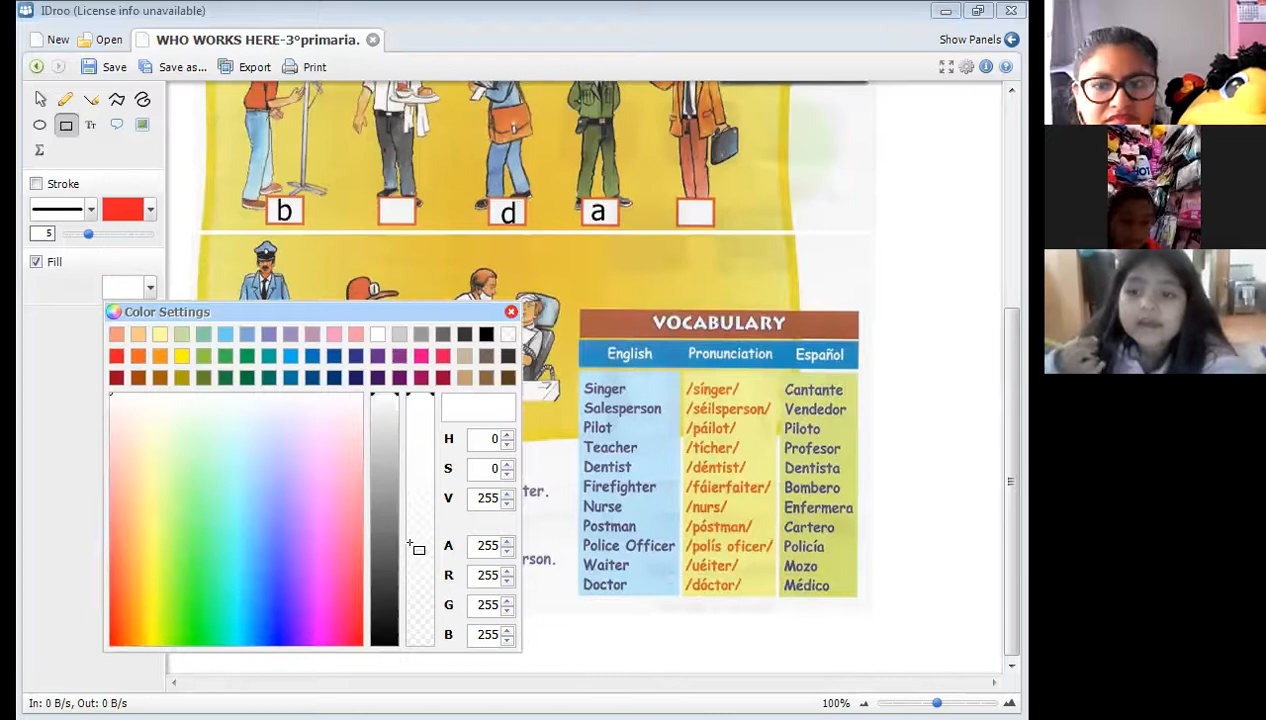 IDroo (License info unavailable)
New Open WHO WORKS HERE-3°primaria. Show Panels
Save Save as... Export Print
Tt
Stroke
5
Fill
b d a
Color Settings
H 0
S 0
V 255
A 255
R 255
G 255
B 255
ter.
rson.
VOCABULARY
English Pronunciation Español
Singer /sínger/ Cantante
Salesperson /séilsperson/ Vendedor
Pilot /páilot/ Piloto
Teacher /tícher/ Profesor
Dentist /déntist/ Dentista
Firefighter /fáierfaiter/ Bombero
Nurse /nurs/ Enfermera
Postman /póstman/ Cartero
Police Officer /polís oficer/ Policía
Waiter /uéiter/ Mozo
Doctor /dóctor/ Médico
In: 0 B/s, Out: 0 B/s 100%